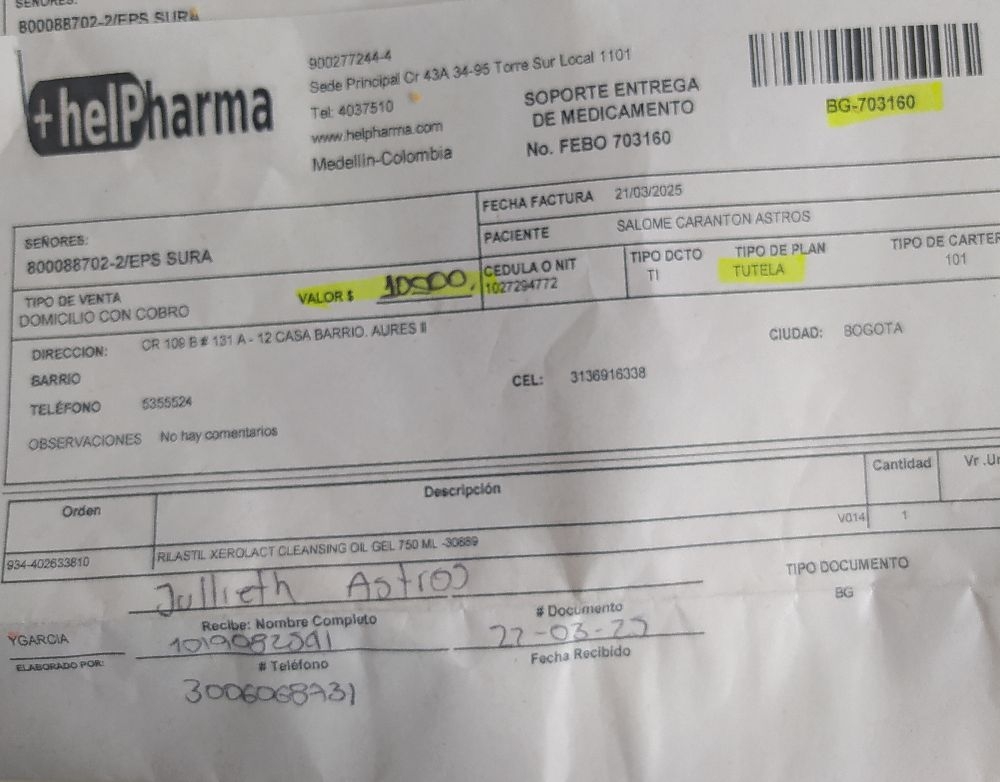 SEÑORES:
800088702-2/EPS SURA
+helPharma
900277244-4
Sede Principal Cr 43A 34-95 Torre Sur Local 1101
Tel: 4037510
www.helpharma.com
Medellín-Colombia
SOPORTE ENTREGA
DE MEDICAMENTO
No. FEBO 703160
BG-703160
FECHA FACTURA 21/03/2025
SEÑORES:
800088702-2/EPS SURA
PACIENTE SALOME CARANTON ASTROS
TIPO DE VENTA
DOMICILIO CON COBRO
VALOR $
CEDULA O NIT
1027294772
TIPO DCTO
TI
TIPO DE PLAN
TUTELA
TIPO DE CARTER
101
DIRECCION: CR 109 B # 131 A - 12 CASA BARRIO. AURES II
CIUDAD: BOGOTA
BARRIO
CEL: 3136916338
TELÉFONO 5355524
OBSERVACIONES No hay comentarios
Orden Descripción Cantidad Vr .Un
934-402633810 RILASTIL XEROLACT CLEANSING OIL GEL 750 ML -30689 V014 1
Jullieth Astros
Recibe: Nombre Completo # Documento
TIPO DOCUMENTO
BG
YGARCIA
ELABORADO POR:
22-03-25
# Teléfono Fecha Recibido